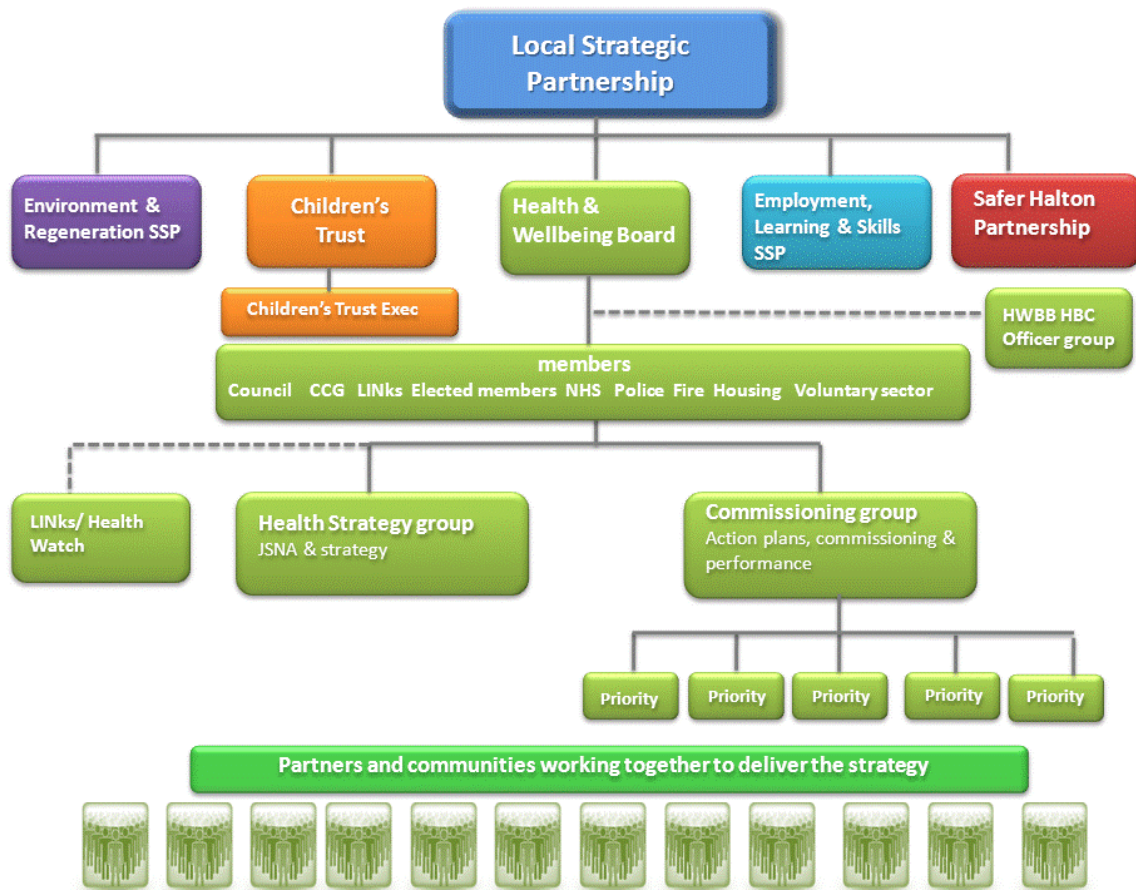 Local Strategic
Partnership
Environment &
Regeneration SSP
Children's
Trust
Health &
Wellbeing Board
Employment,
Learning & Skills
SSP
Safer Halton
Partnership
Children's Trust Exec
HWBB HBC
Officer group
members
Council CCG LINks Elected members NHS Police Fire Housing Voluntary sector
LINks/ Health
Watch
Health Strategy group
JSNA & strategy
Commissioning group
Action plans, commissioning &
performance
Priority
Priority
Priority
Priority
Priority
Partners and communities working together to deliver the strategy